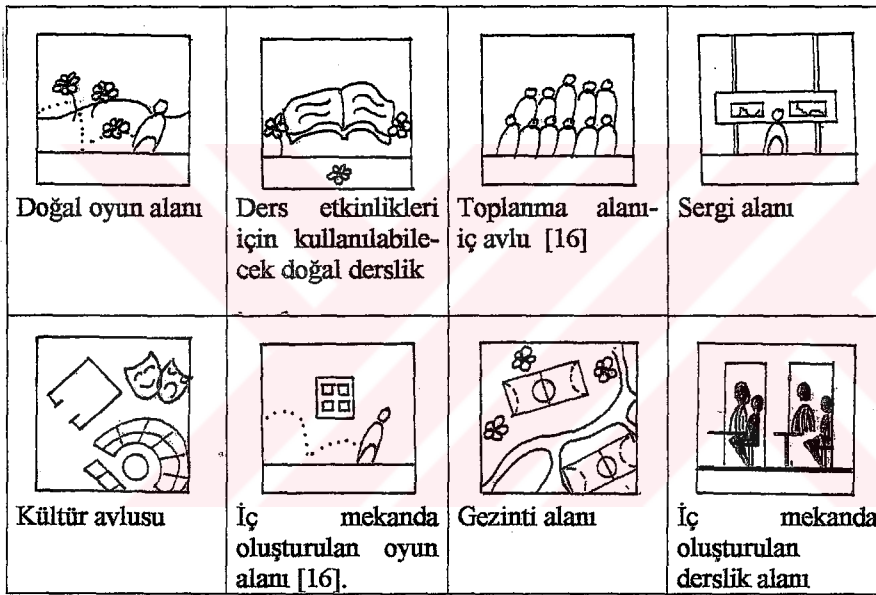 Doğal oyun alanı
Ders etkinlikleri
için kullanılabile-
cek doğal derslik
Toplanma alanı-
iç avlu [16]
Sergi alanı
Kültür avlusu
İç mekanda
oluşturulan oyun
alanı [16].
Gezinti alanı
İç mekanda
oluşturulan
derslik alanı